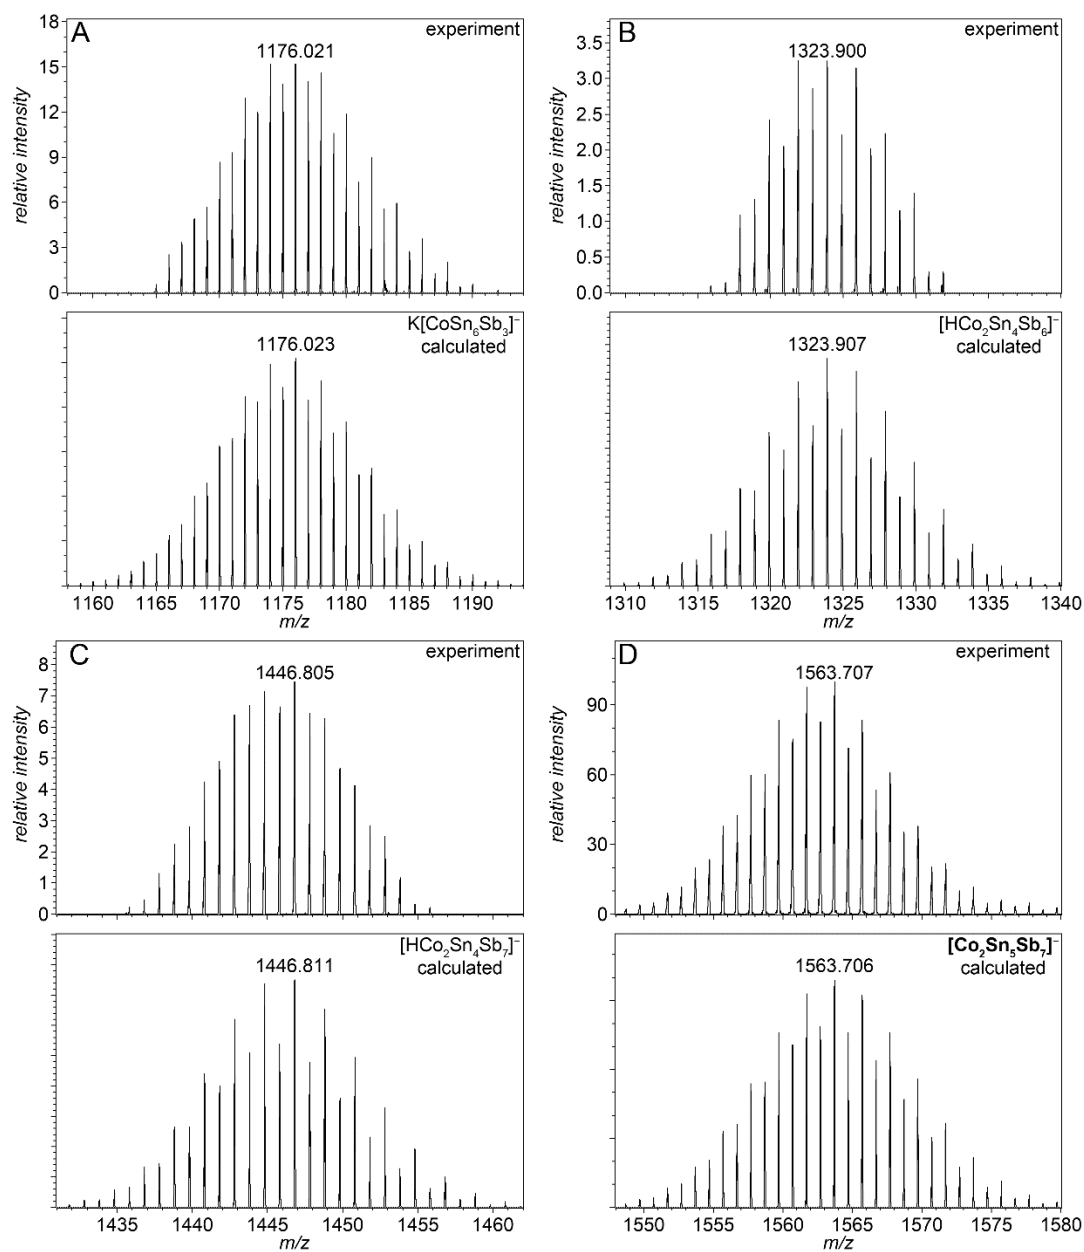 A
experiment
1176.021
relative intensity
18
15
12
9
6
3
0
K[CoSn₆Sb₃]⁻
calculated
1176.023
1160 1165 1170 1175 1180 1185 1190
m/z
B
experiment
1323.900
relative intensity
3.5
3.0
2.5
2.0
1.5
1.0
0.5
0.0
[HCo₂Sn₄Sb₆]⁻
calculated
1323.907
1310 1315 1320 1325 1330 1335 1340
m/z
C
experiment
1446.805
relative intensity
8
7
6
5
4
3
2
1
0
[HCo₂Sn₄Sb₇]⁻
calculated
1446.811
1435 1440 1445 1450 1455 1460
m/z
D
experiment
1563.707
relative intensity
90
60
30
0
[Co₂Sn₅Sb₇]⁻
calculated
1563.706
1550 1555 1560 1565 1570 1575 1580
m/z